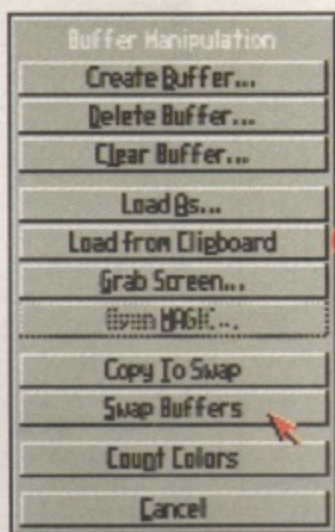 Buffer Manipulation
Create Buffer...
Delete Buffer...
Clear Buffer...
Load As...
Load from Clipboard
Grab Screen...
MAGIC...
Copy To Swap
Swap Buffers
Count Colors
Cancel